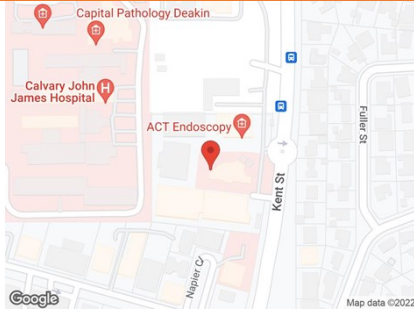 Capital Pathology Deakin
Calvary John
James Hospital
H
ACT Endoscopy
Fuller St
Kent St
Napier Cl
Google
Map data ©2022